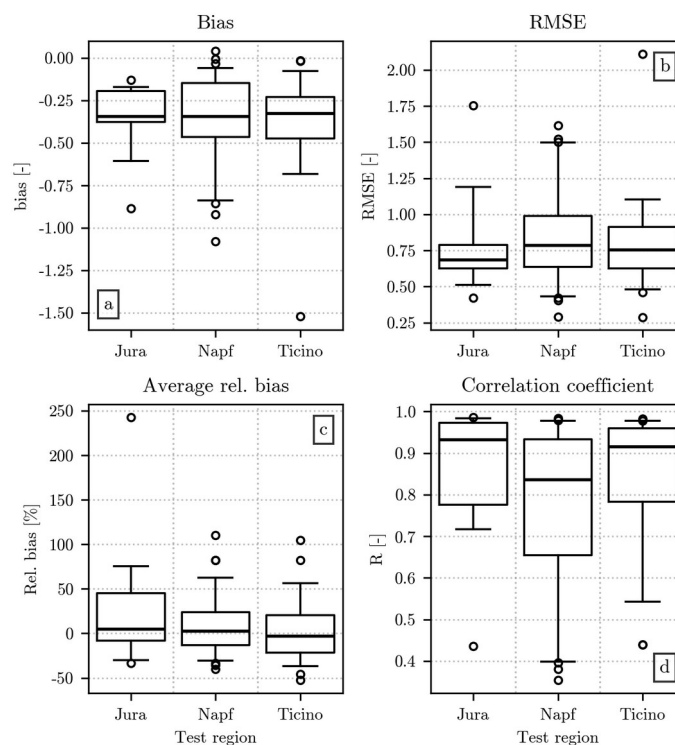 Bias
0.00
-0.25
-0.50
-0.75
-1.00
-1.25
-1.50
bias [-]
a
Jura
Napf
Ticino
RMSE
2.00
1.75
1.50
1.25
1.00
0.75
0.50
0.25
RMSE [-]
b
Jura
Napf
Ticino
Average rel. bias
250
200
150
100
50
0
-50
Rel. bias [%]
c
Jura
Napf
Ticino
Test region
Correlation coefficient
1.0
0.9
0.8
0.7
0.6
0.5
0.4
R [-]
d
Jura
Napf
Ticino
Test region